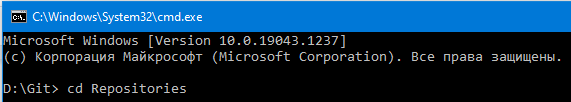 C:\Windows\System32\cmd.exe
Microsoft Windows [Version 10.0.19043.1237]
(c) Корпорация Майкрософт (Microsoft Corporation). Все права защищены.
D:\Git> cd Repositories